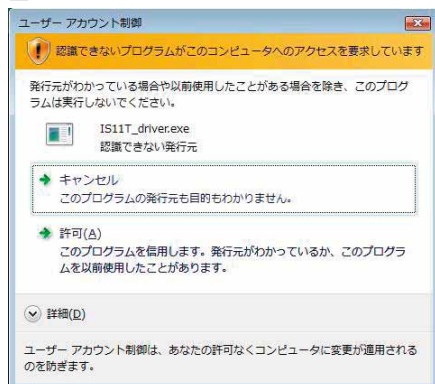 ユーザー アカウント制御
認識できないプログラムがこのコンピュータへのアクセスを要求しています
発行元がわかっている場合や以前使用したことがある場合を除き、このプログ
ラムは実行しないでください。
IS11T_driver.exe
認識できない発行元
キャンセル
このプログラムの発行元も目的もわかりません。
許可(A)
このプログラムを信用します。発行元がわかっているか、このプログラ
ムを以前使用したことがあります。
詳細(D)
ユーザー アカウント制御は、あなたの許可なくコンピュータに変更が適用される
のを防ぎます。